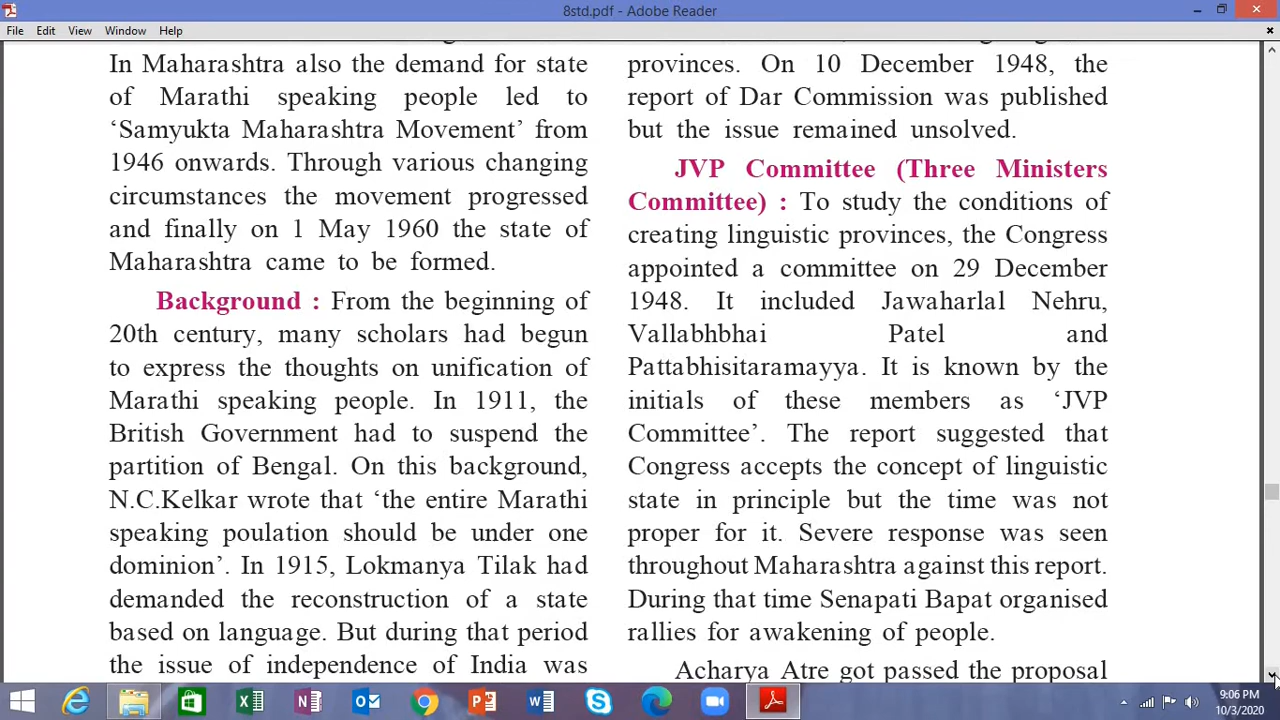 8std.pdf - Adobe Reader
File Edit View Window Help
In Maharashtra also the demand for state
of Marathi speaking people led to
‘Samyukta Maharashtra Movement’ from
1946 onwards. Through various changing
circumstances the movement progressed
and finally on 1 May 1960 the state of
Maharashtra came to be formed.
Background : From the beginning of
20th century, many scholars had begun
to express the thoughts on unification of
Marathi speaking people. In 1911, the
British Government had to suspend the
partition of Bengal. On this background,
N.C.Kelkar wrote that ‘the entire Marathi
speaking poulation should be under one
dominion’. In 1915, Lokmanya Tilak had
demanded the reconstruction of a state
based on language. But during that period
the issue of independence of India was
provinces. On 10 December 1948, the
report of Dar Commission was published
but the issue remained unsolved.
JVP Committee (Three Ministers
Committee) : To study the conditions of
creating linguistic provinces, the Congress
appointed a committee on 29 December
1948. It included Jawaharlal Nehru,
Vallabhbhai Patel and
Pattabhisitaramayya. It is known by the
initials of these members as ‘JVP
Committee’. The report suggested that
Congress accepts the concept of linguistic
state in principle but the time was not
proper for it. Severe response was seen
throughout Maharashtra against this report.
During that time Senapati Bapat organised
rallies for awakening of people.
Acharya Atre got passed the proposal
9:06 PM
10/3/2020